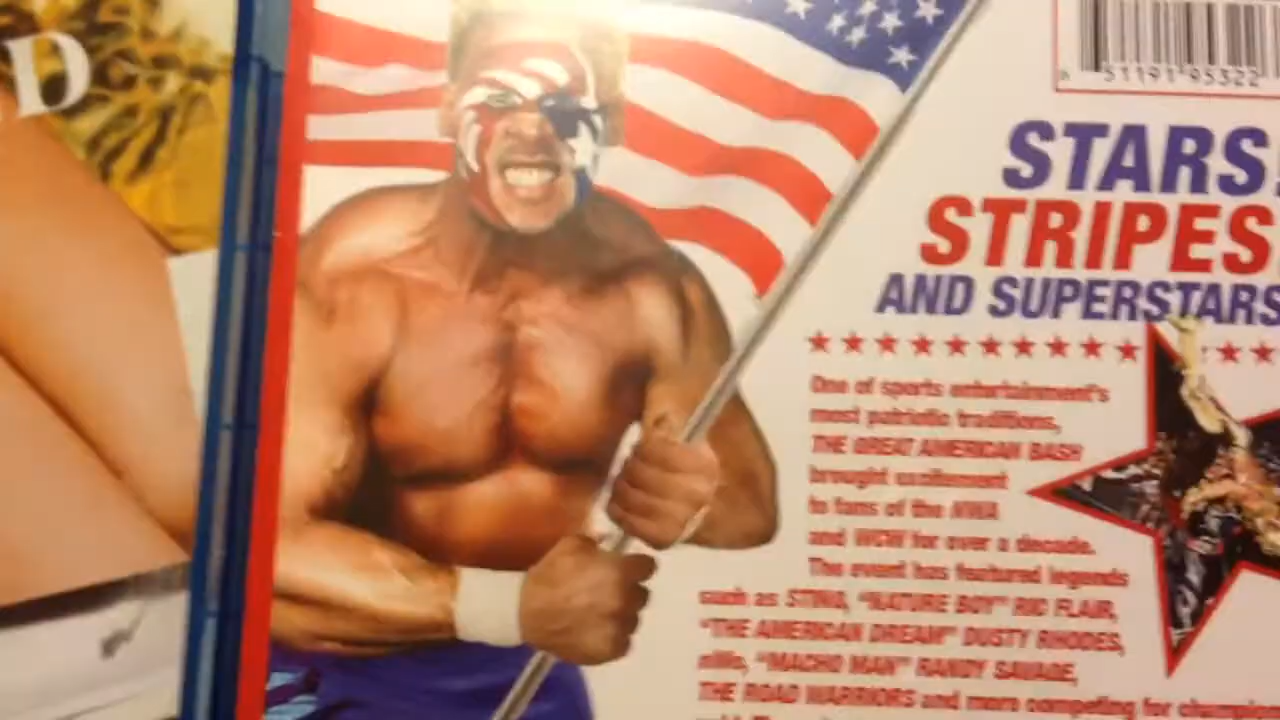 D
51191 95322
STARS!
STRIPES
AND SUPERSTARS
One of sports entertainment's
most patriotic traditions,
THE GREAT AMERICAN BASH
brought excitement
to fans of the NWA
and WCW for over a decade.
The event has featured legends
such as STING, "NATURE BOY" RIC FLAIR,
"THE AMERICAN DREAM" DUSTY RHODES,
nWo, "MACHO MAN" RANDY SAVAGE,
THE ROAD WARRIORS and more competing for champion